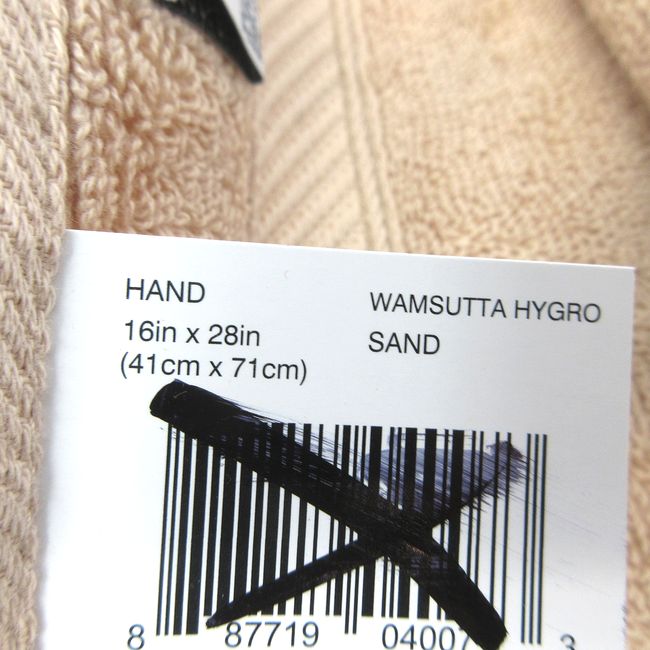 HAND
16in x 28in
(41cm x 71cm)
WAMSUTTA HYGRO
SAND
8 87719 04007 3